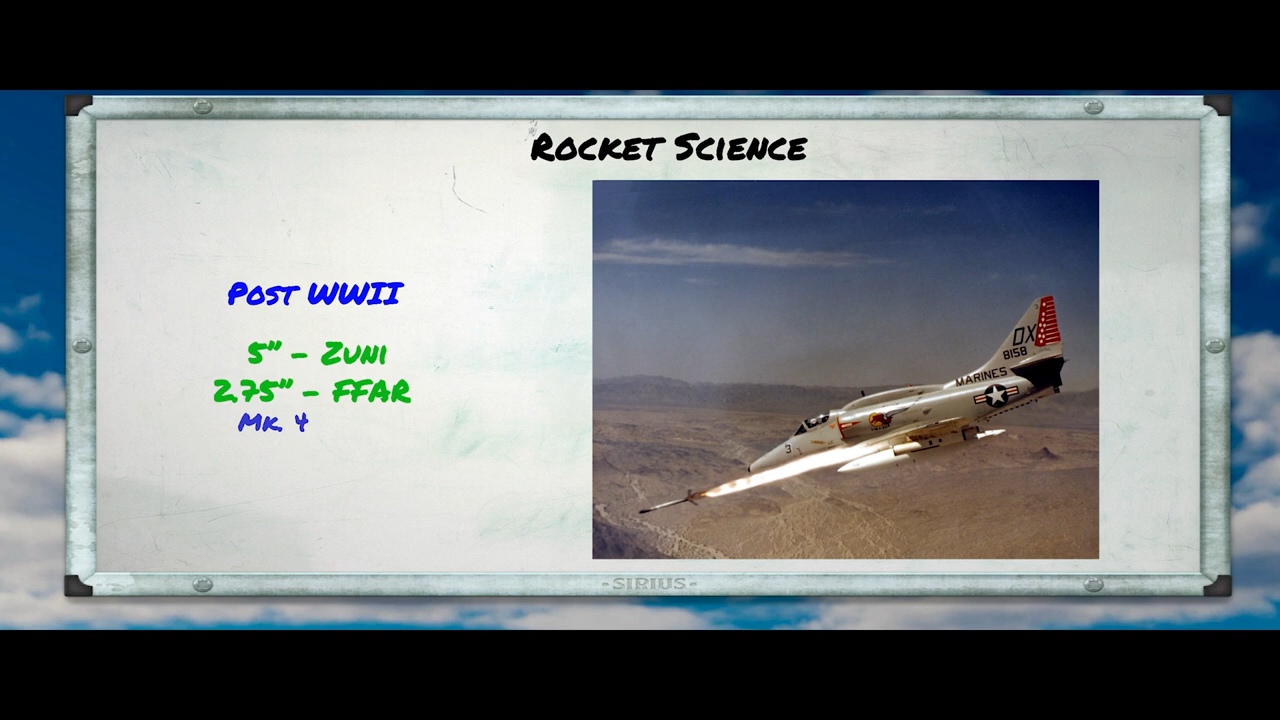 Rocket Science
Post WWII
5" - Zuni
2.75" - FFAR
Mk. 4
DX
8158
MARINES
3
-SIRIUS-